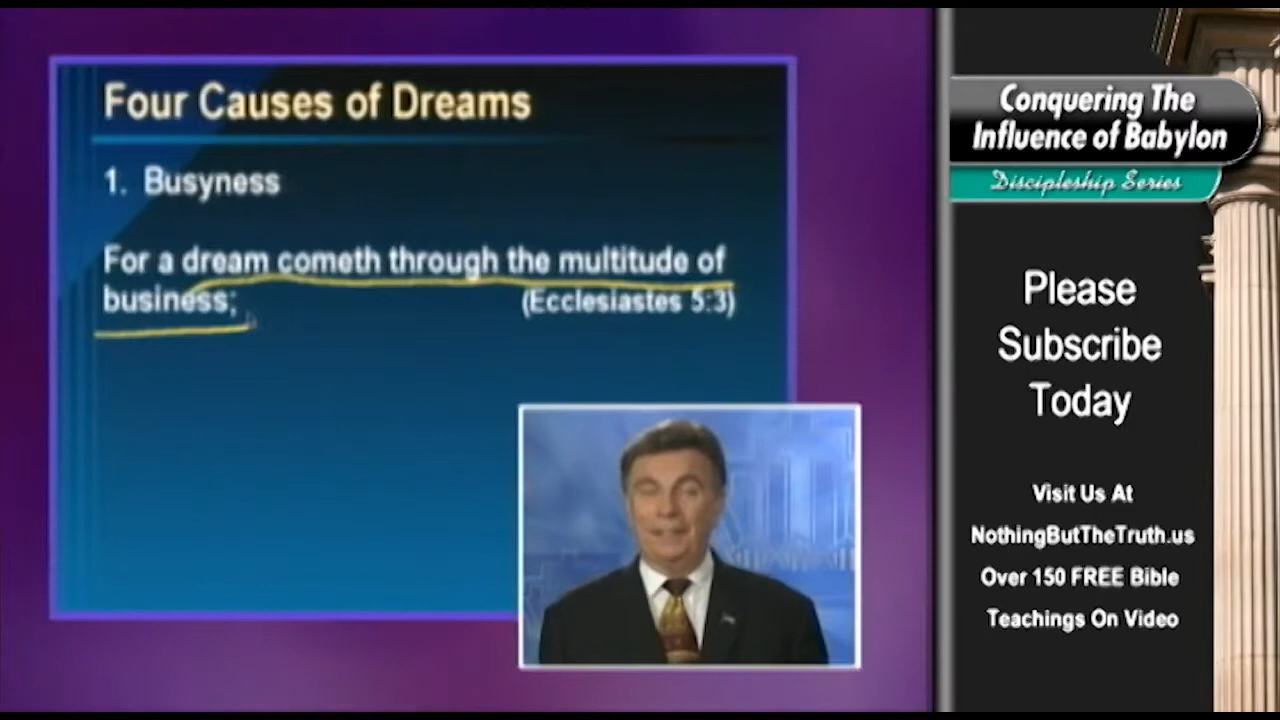 Four Causes of Dreams
1. Busyness
For a dream cometh through the multitude of
business; (Ecclesiastes 5:3)
Conquering The
Influence of Babylon
Discipleship Series
Please
Subscribe
Today
Visit Us At
NothingButTheTruth.us
Over 150 FREE Bible
Teachings On Video